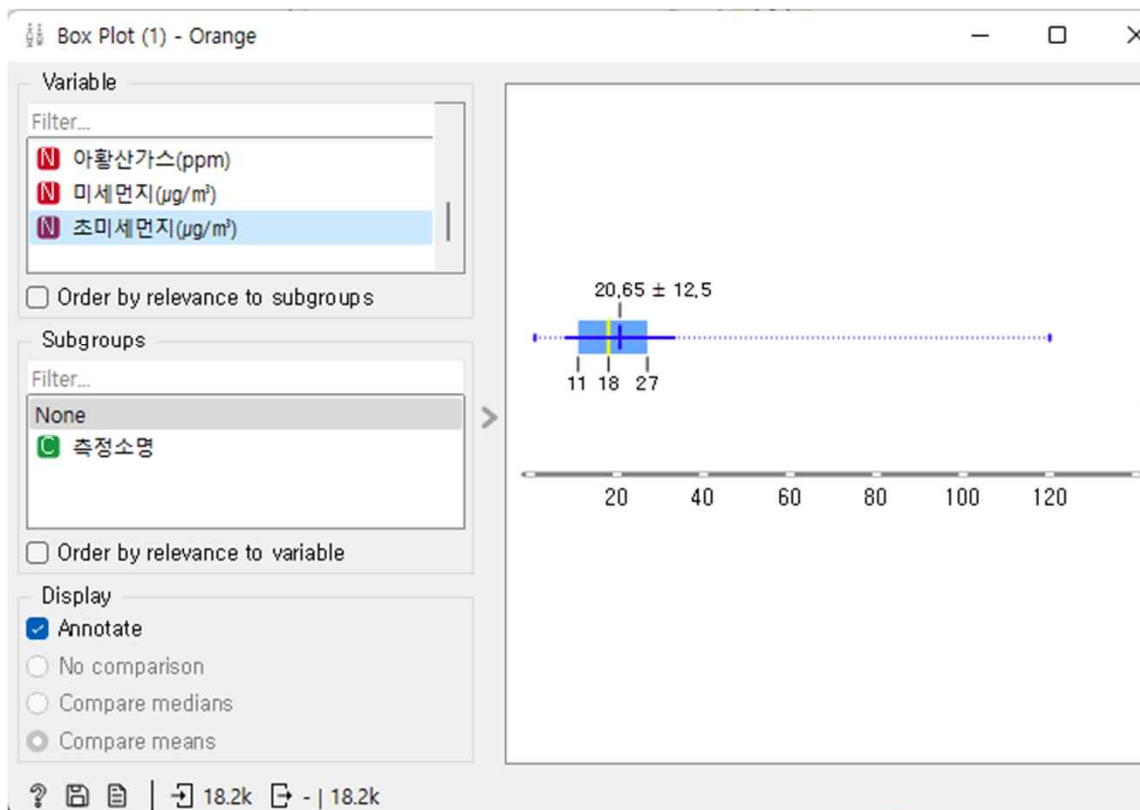 Box Plot (1) - Orange
Variable
Filter...
N 아황산가스(ppm)
N 미세먼지(µg/m³)
N 초미세먼지(µg/m³)
Order by relevance to subgroups
Subgroups
Filter...
None
C 측정소명
Order by relevance to variable
Display
Annotate
No comparison
Compare medians
Compare means
? 18.2k - | 18.2k
20,65 ± 12,5
11 18 27
20 40 60 80 100 120